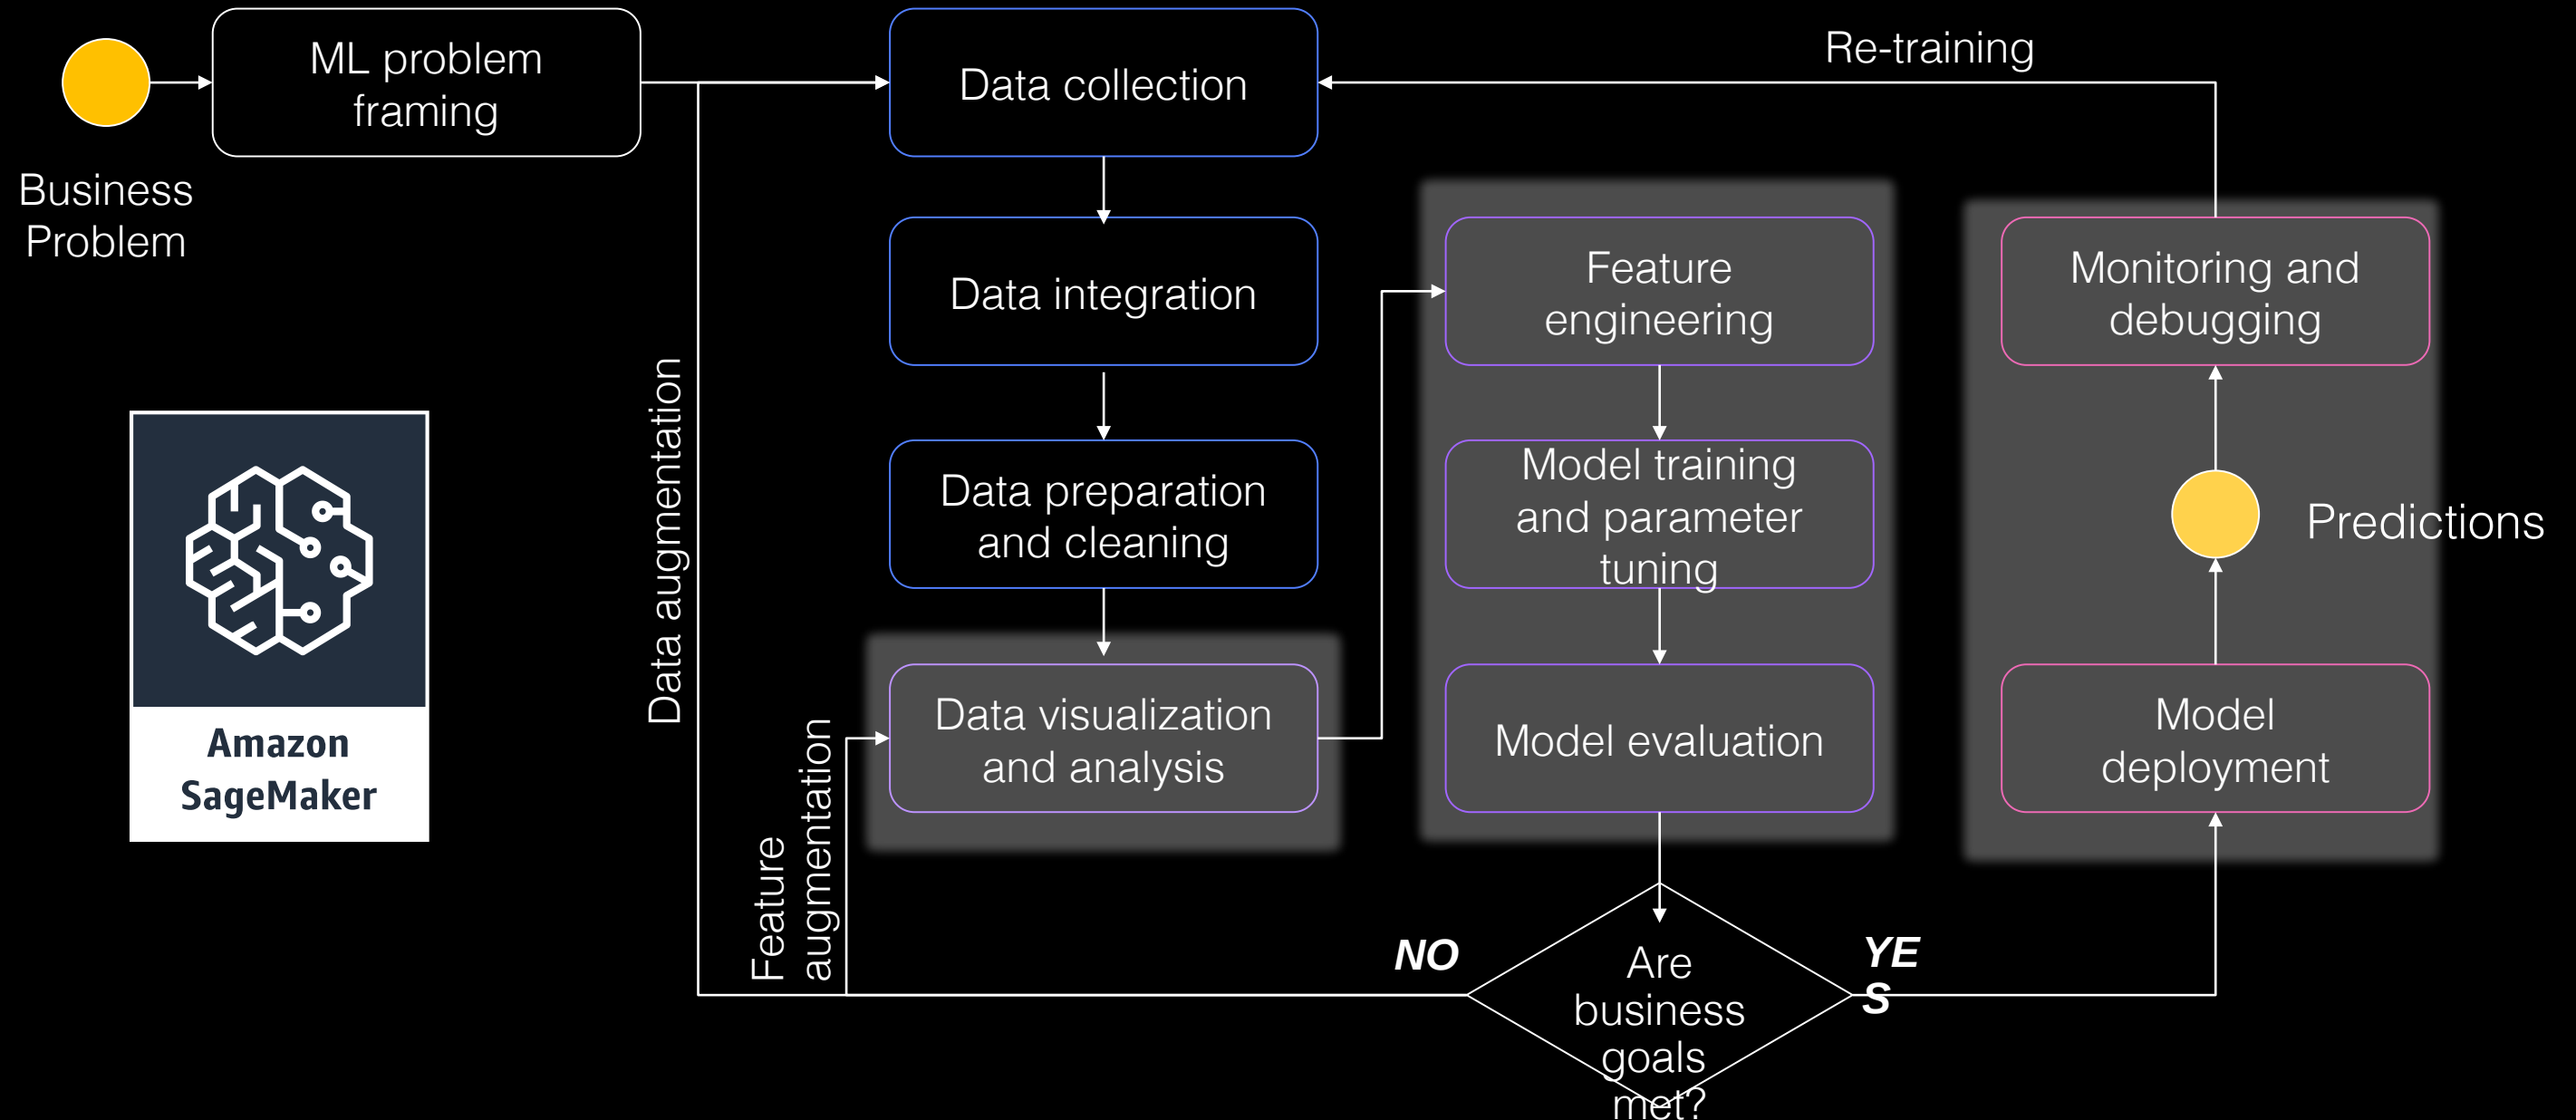 ML problem
framing
Business
Problem
Data collection
Re-training
Data integration
Data preparation
and cleaning
Data visualization
and analysis
Data augmentation
Feature
augmentation
Feature
engineering
Model training
and parameter
tuning
Model evaluation
Are
business
goals
met?
NO
YE
S
Monitoring and
debugging
Predictions
Model
deployment
Amazon
SageMaker